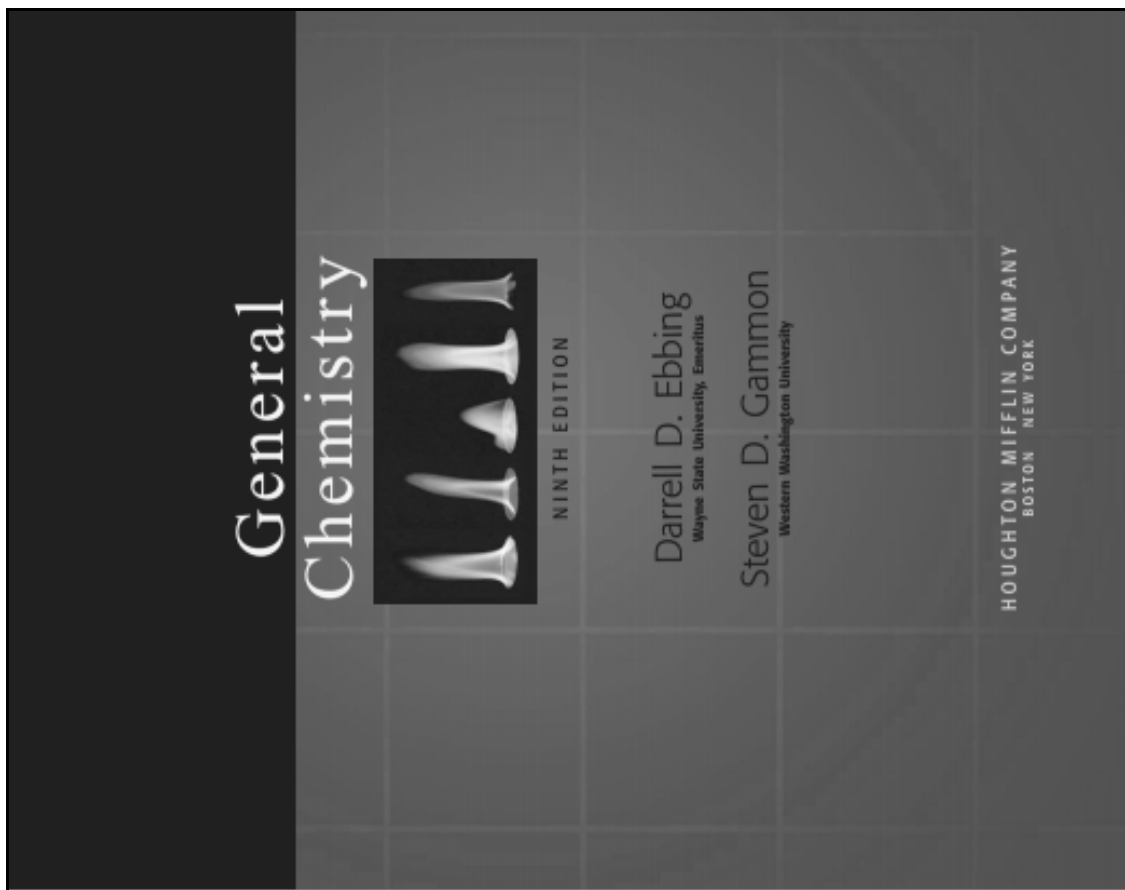 General
Chemistry
NINTH EDITION
Darrell D. Ebbing
Wayne State University, Emeritus
Steven D. Gammon
Western Washington University
HOUGHTON MIFFLIN COMPANY
BOSTON NEW YORK